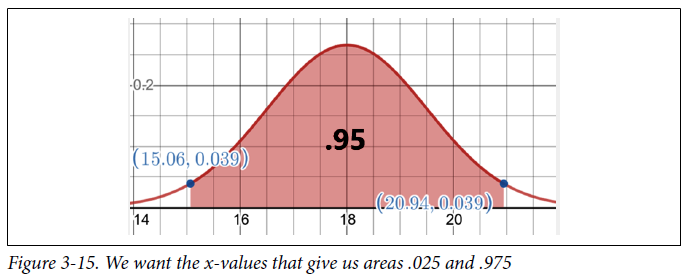 0.2
.95
(15.06, 0.039)
(20.94, 0.039)
14 16 18 20
Figure 3-15. We want the x-values that give us areas .025 and .975